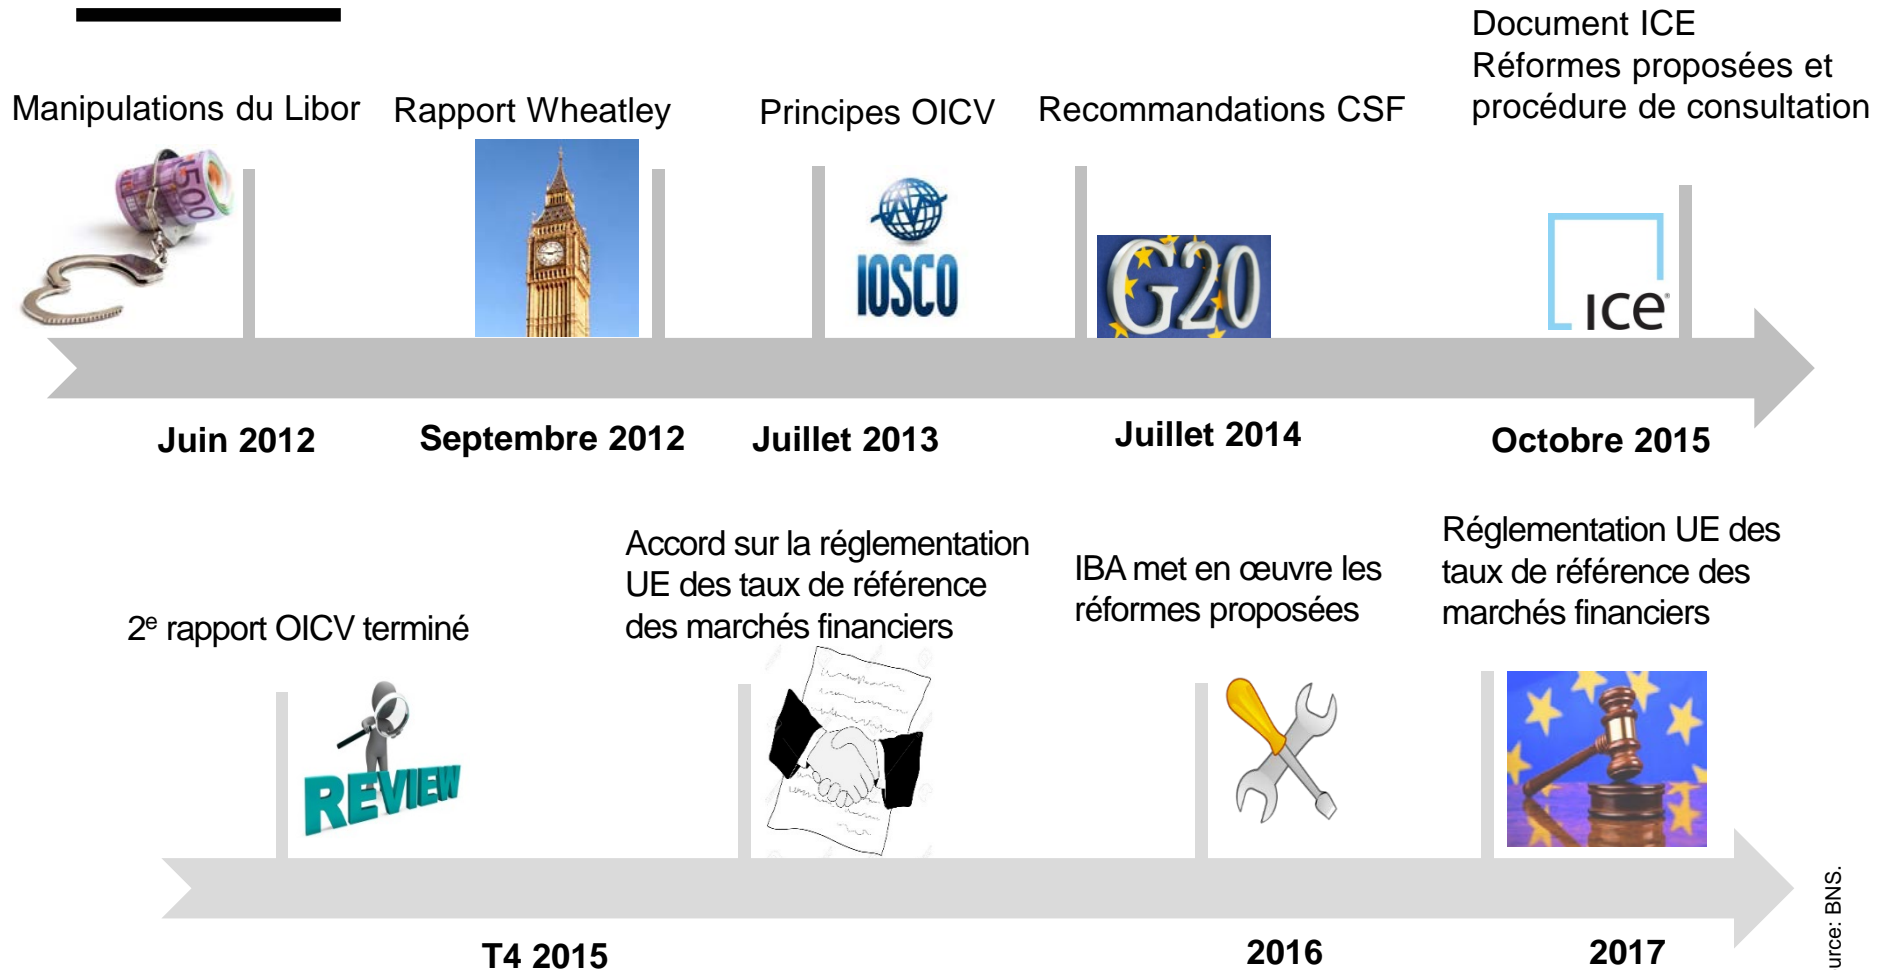 Document ICE
Réformes proposées et
procédure de consultation
Manipulations du Libor
Rapport Wheatley
Principes OICV
Recommandations CSF
500
IOSCO
G20
ice
Juin 2012
Septembre 2012
Juillet 2013
Juillet 2014
Octobre 2015
2e rapport OICV terminé
Accord sur la réglementation
UE des taux de référence
des marchés financiers
IBA met en œuvre les
réformes proposées
Réglementation UE des
taux de référence des
marchés financiers
REVIEW
T4 2015
2016
2017
urce: BNS.